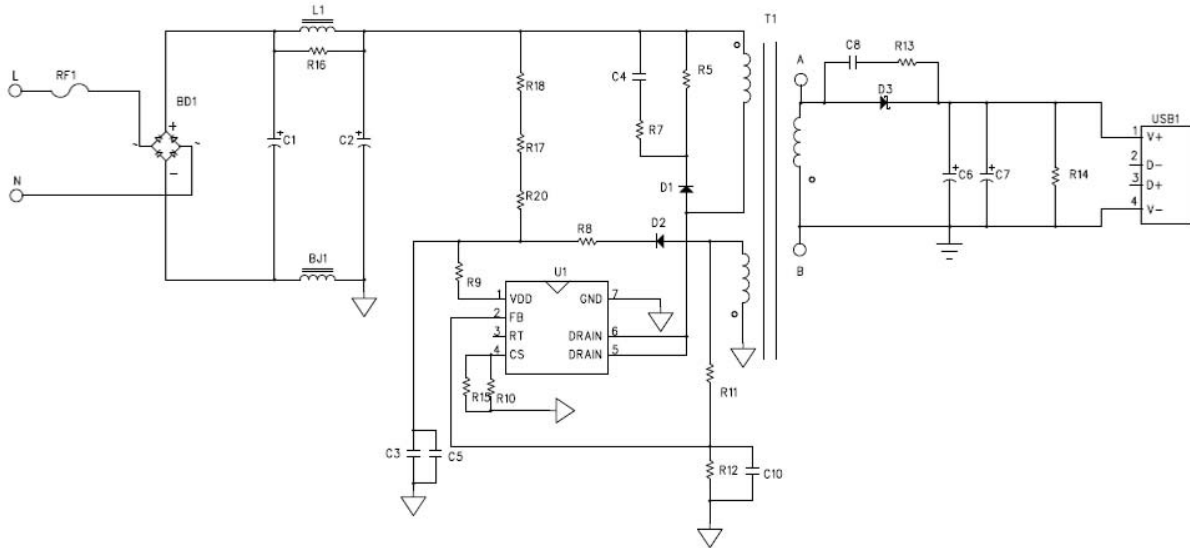 L1
T1
R16
L
RF1
BD1
+
~
~
-
N
+
C1
+
C2
BJ1
R18
R17
R20
C4
R7
R5
D1
R8
D2
R9
U1
1
VDD
GND
7
2
FB
3
RT
DRAIN
6
4
CS
DRAIN
5
R15
R10
R11
C3
C5
R12
C10
A
C8
R13
D3
B
+
C6
+
C7
R14
USB1
1
V+
2
D-
3
D+
4
V-